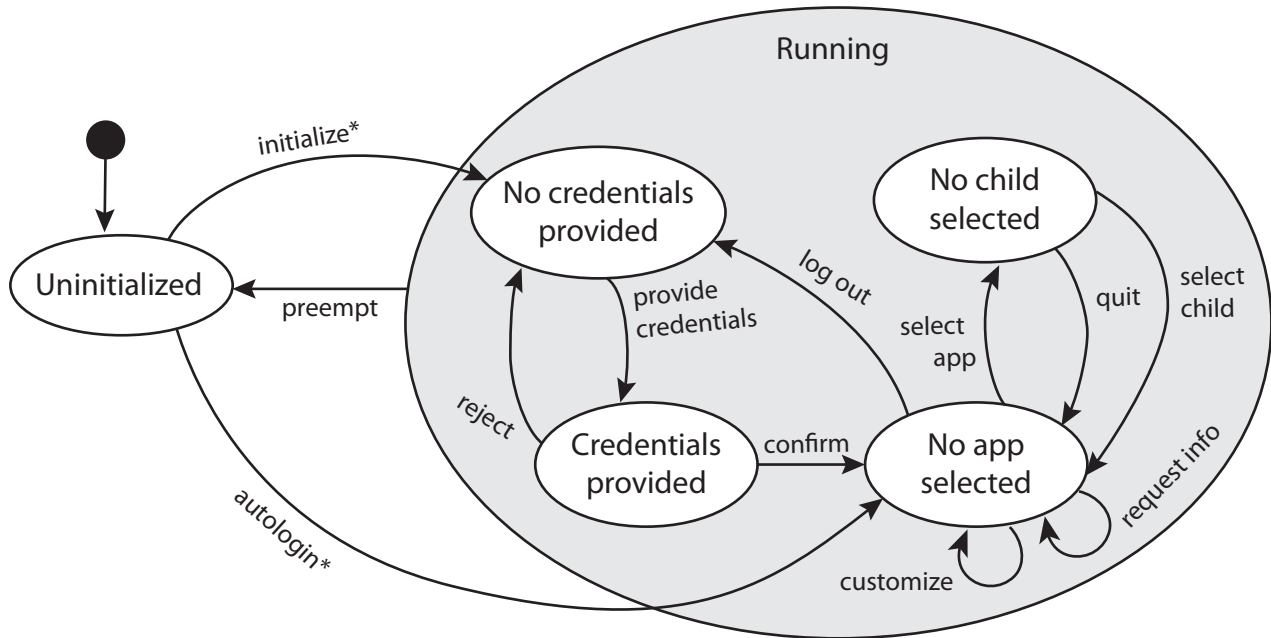 Running
initialize*
No credentials
provided
No child
selected
Uninitialized
preempt
provide
credentials
log out
select
app
quit
select
child
reject
Credentials
provided
confirm
No app
selected
request info
autologin*
customize